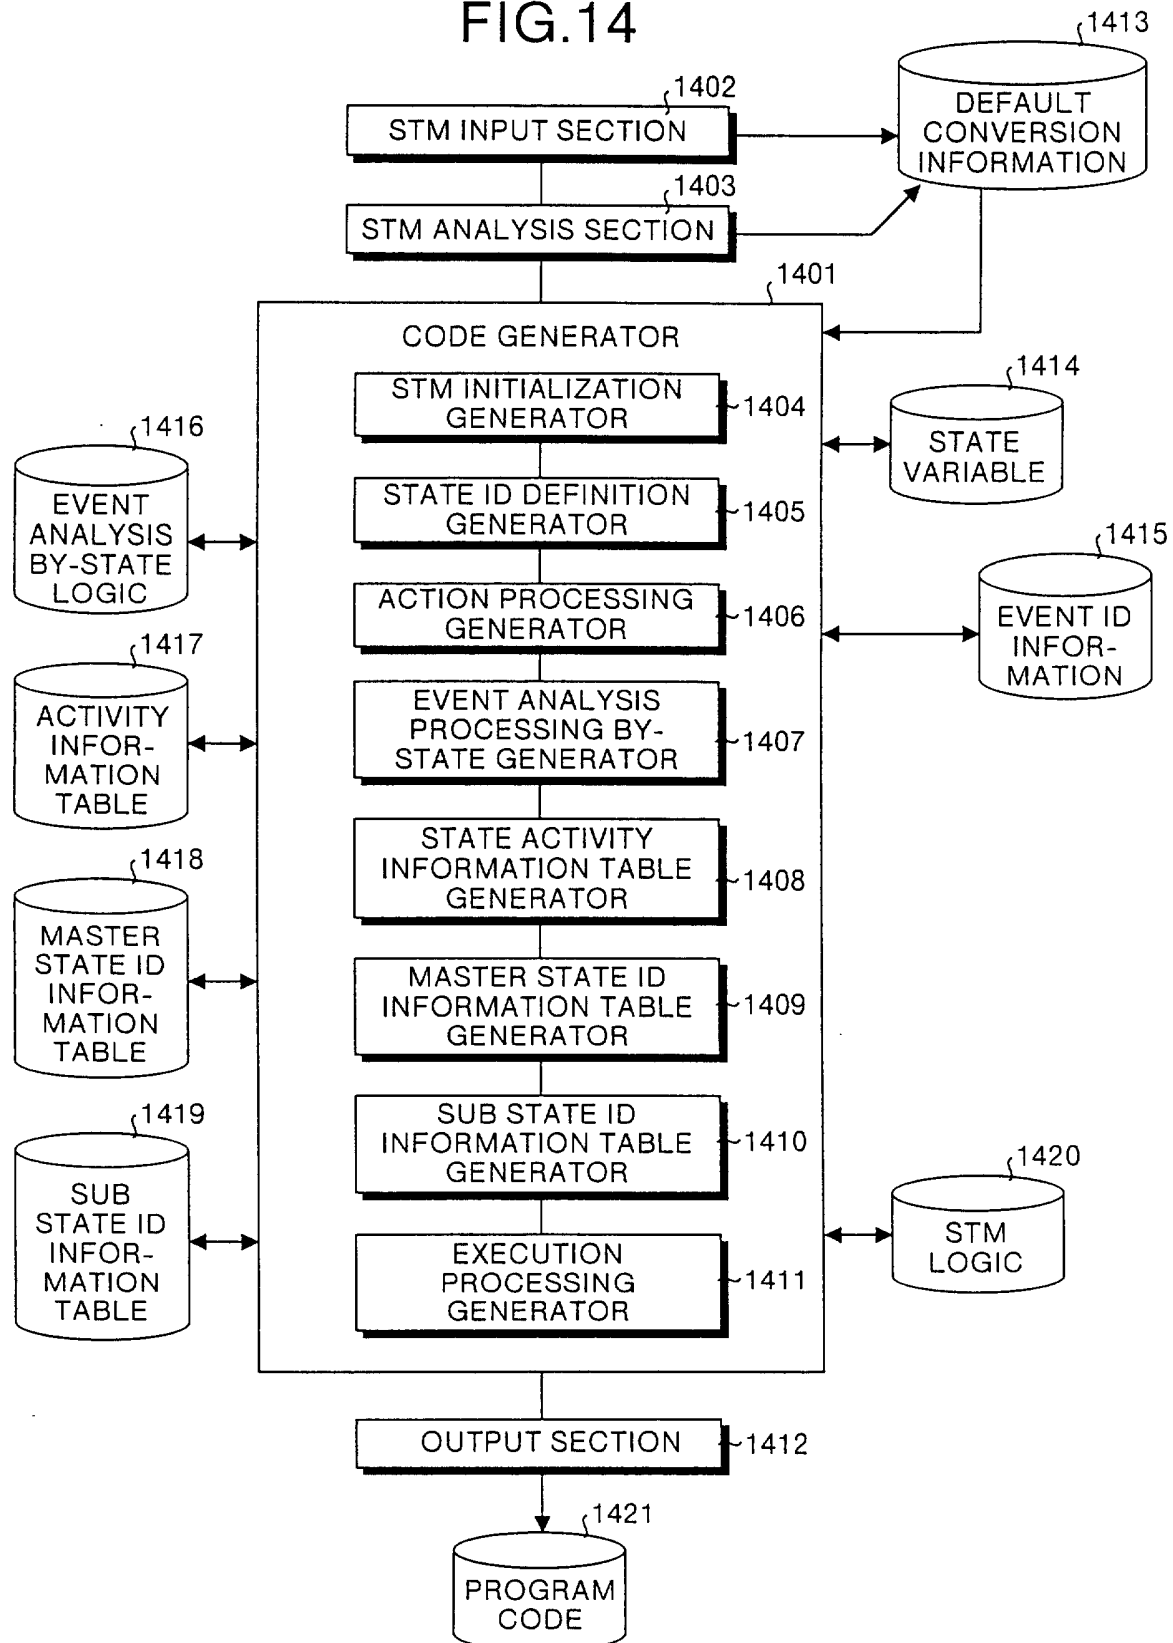 FIG.14
1413
DEFAULT
CONVERSION
INFORMATION
1402
STM INPUT SECTION
1403
STM ANALYSIS SECTION
1401
CODE GENERATOR
STM INITIALIZATION
GENERATOR
1404
STATE ID DEFINITION
GENERATOR
1405
ACTION PROCESSING
GENERATOR
1406
EVENT ANALYSIS
PROCESSING BY-
STATE GENERATOR
1407
STATE ACTIVITY
INFORMATION TABLE
GENERATOR
1408
MASTER STATE ID
INFORMATION TABLE
GENERATOR
1409
SUB STATE ID
INFORMATION TABLE
GENERATOR
1410
EXECUTION
PROCESSING
GENERATOR
1411
1414
STATE
VARIABLE
1415
EVENT ID
INFOR-
MATION
1416
EVENT
ANALYSIS
BY-STATE
LOGIC
1417
ACTIVITY
INFOR-
MATION
TABLE
1418
MASTER
STATE ID
INFOR-
MATION
TABLE
1419
SUB
STATE ID
INFOR-
MATION
TABLE
1420
STM
LOGIC
OUTPUT SECTION
1412
1421
PROGRAM
CODE